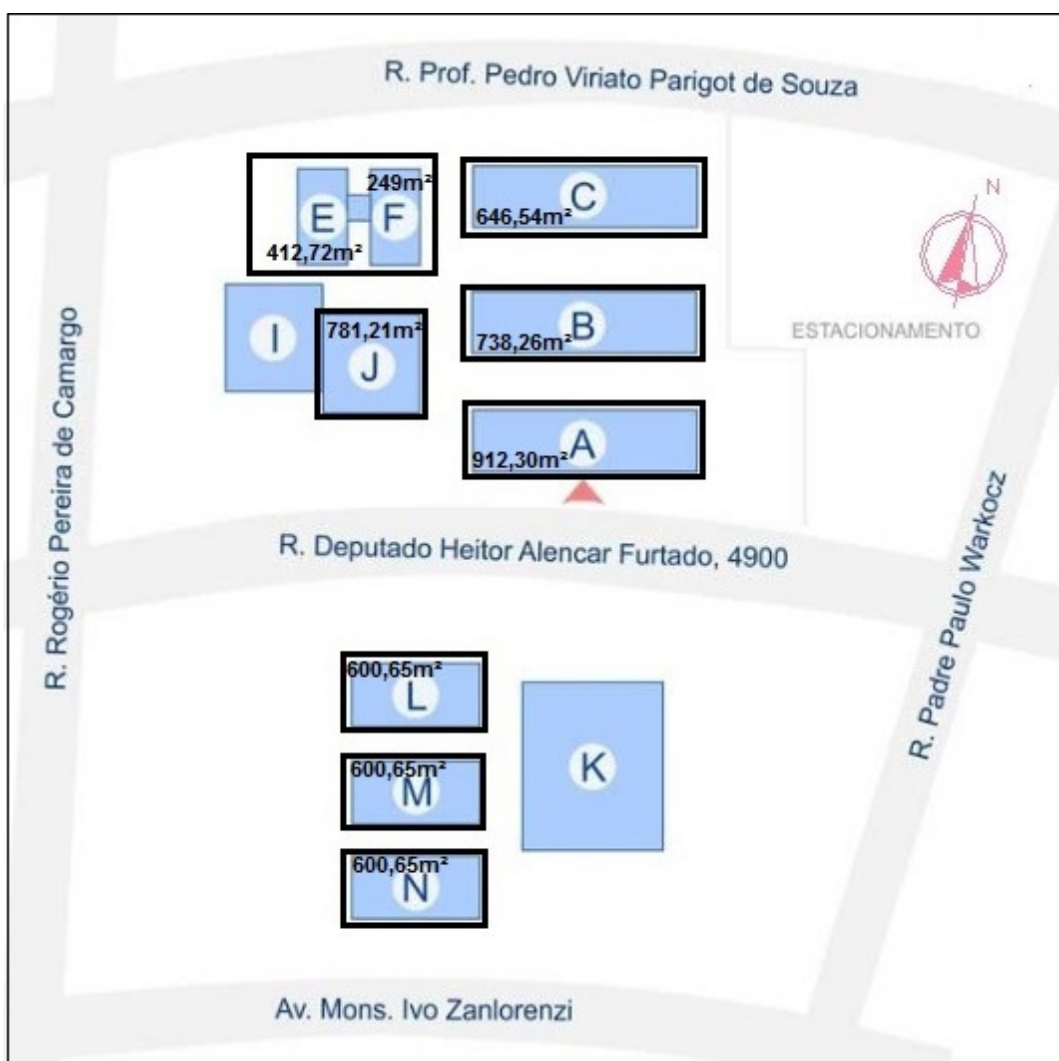 R. Prof. Pedro Viriato Parigot de Souza
249m²
E
F
412,72m²
C
646,54m²
N
I
781,21m²
J
B
738,26m²
ESTACIONAMENTO
A
912,30m²
R. Rogério Pereira de Camargo
R. Deputado Heitor Alencar Furtado, 4900
R. Padre Paulo Warkocz
600,65m²
L
600,65m²
M
K
600,65m²
N
Av. Mons. Ivo Zanlorenzi